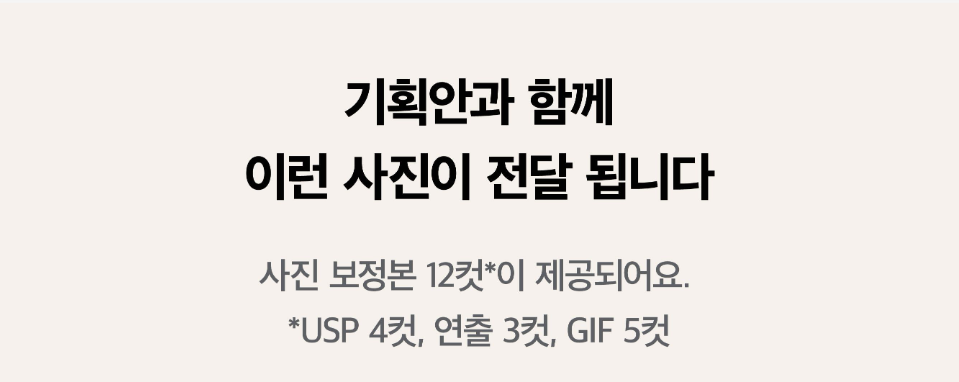 기획안과 함께
이런 사진이 전달 됩니다
사진 보정본 12컷*이 제공되어요.
*USP 4컷, 연출 3컷, GIF 5컷